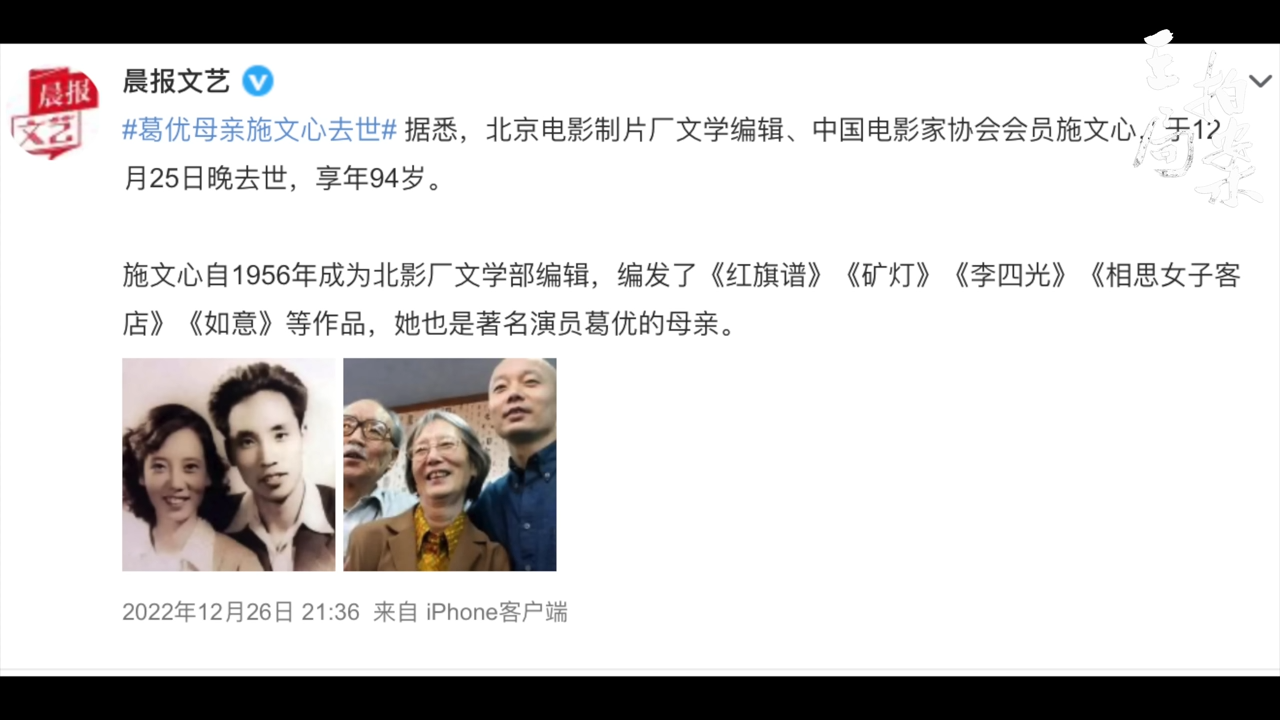 晨报文艺
晨报
文艺
#葛优母亲施文心去世# 据悉，北京电影制片厂文学编辑、中国电影家协会会员施文心，于12
月25日晚去世，享年94岁。
施文心自1956年成为北影厂文学部编辑，编发了《红旗谱》《矿灯》《李四光》《相思女子客
店》《如意》等作品，她也是著名演员葛优的母亲。
2022年12月26日 21:36 来自 iPhone客户端